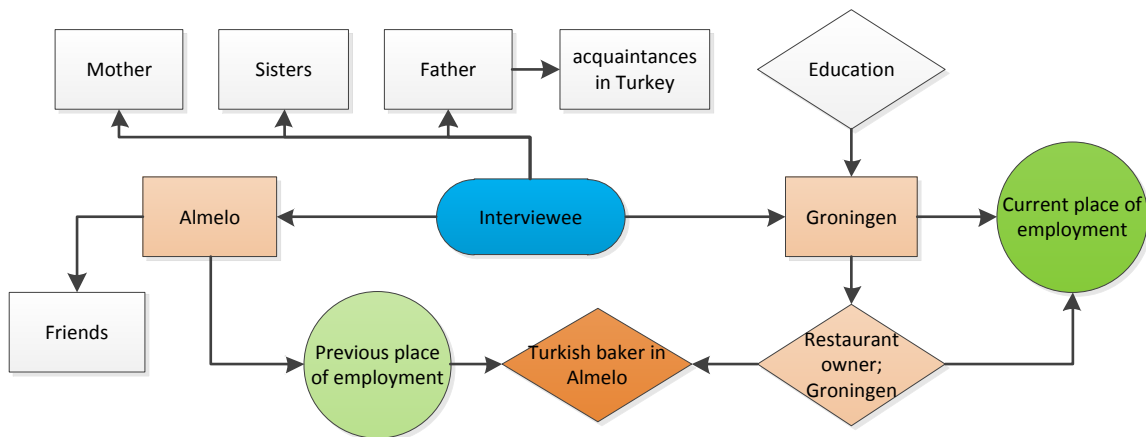 Mother
Sisters
Father
acquaintances
in Turkey
Education
Almelo
Interviewee
Groningen
Current place of
employment
Friends
Previous place
of employment
Turkish baker in
Almelo
Restaurant
owner;
Groningen